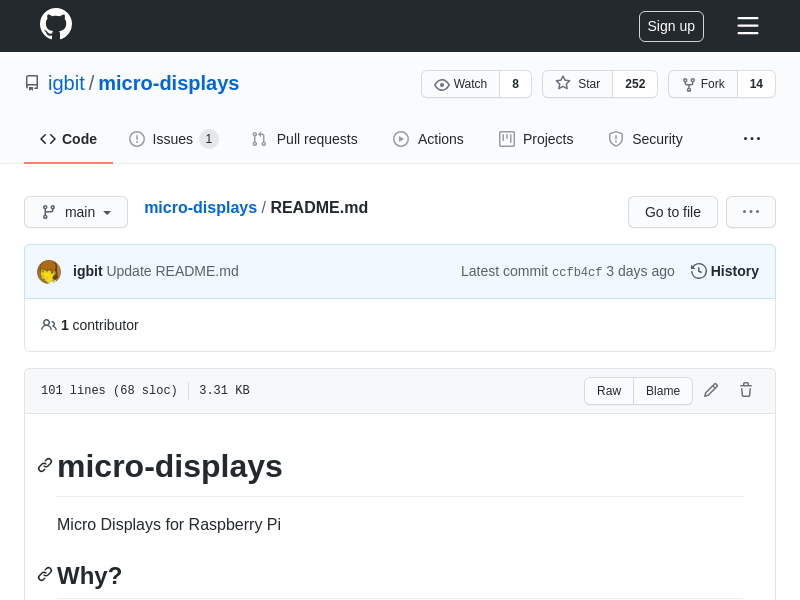 Sign up
igbit / micro-displays
Watch 8 Star 252 Fork 14
Code Issues 1 Pull requests Actions Projects Security
main micro-displays / README.md Go to file
igbit Update README.md Latest commit ccfb4cf 3 days ago History
1 contributor
101 lines (68 sloc) 3.31 KB Raw Blame
micro-displays
Micro Displays for Raspberry Pi
Why?